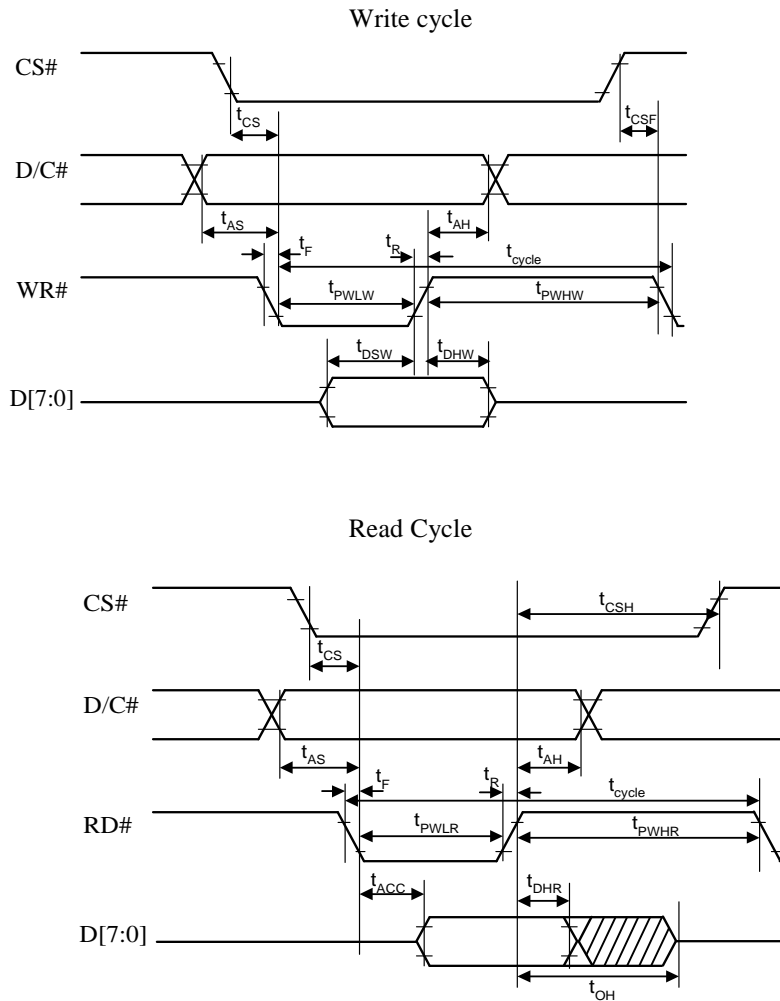 Write cycle
CS#
tCS
tCSF
D/C#
tAS
tF
tR
tAH
tcycle
WR#
tPWLW
tPWHW
tDSW
tDHW
D[7:0]
Read Cycle
CS#
tCSH
tCS
D/C#
tAS
tF
tR
tAH
tcycle
RD#
tPWLR
tPWHR
tACC
tDHR
D[7:0]
tOH